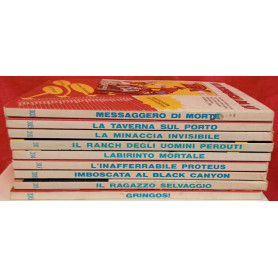 MESSAGGERO DI MORTE
LA TAVERNA SUL PORTO
LA MINACCIA INVISIBILE
IL RANCH DEGLI UOMINI PERDUTI
LABIRINTO MORTALE
L'INAFFERRABILE PROTEUS
IMBOSCATA AL BLACK CANYON
IL RAGAZZO SELVAGGIO
GRINGOS!